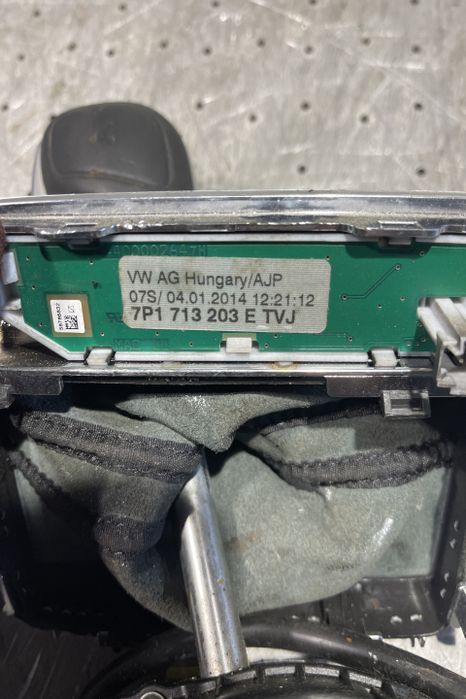 VW AG Hungary/AJP
07S/ 04.01.2014 12:21:12
7P1 713 203 E TVJ